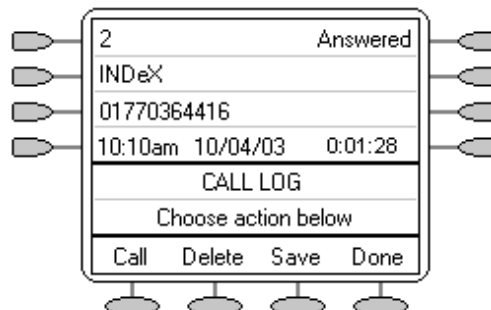 2 Answered
INDeX
01770364416
10:10am 10/04/03 0:01:28
CALL LOG
Choose action below
Call Delete Save Done